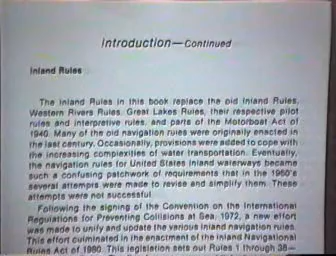 Introduction—Continued
Inland Rules
The Inland Rules in this book replace the old Inland Rules,
Western Rivers Rules, Great Lakes Rules, their respective pilot
rules and interpretive rules, and parts of the Motorboat Act of
1940. Many of the old navigation rules were originally enacted in
the last century. Occasionally, provisions were added to cope with
the increasing complexities of water transportation. Eventually,
the navigation rules for United States inland waterways became
such a confusing patchwork of requirements that in the 1960's
several attempts were made to revise and simplify them. These
attempts were not successful.
Following the signing of the Convention on the International
Regulations for Preventing Collisions at Sea, 1972, a new effort
was made to unify and update the various inland navigation rules.
This effort culminated in the enactment of the Inland Navigational
Rules Act of 1980. This legislation sets out Rules 1 through 38—